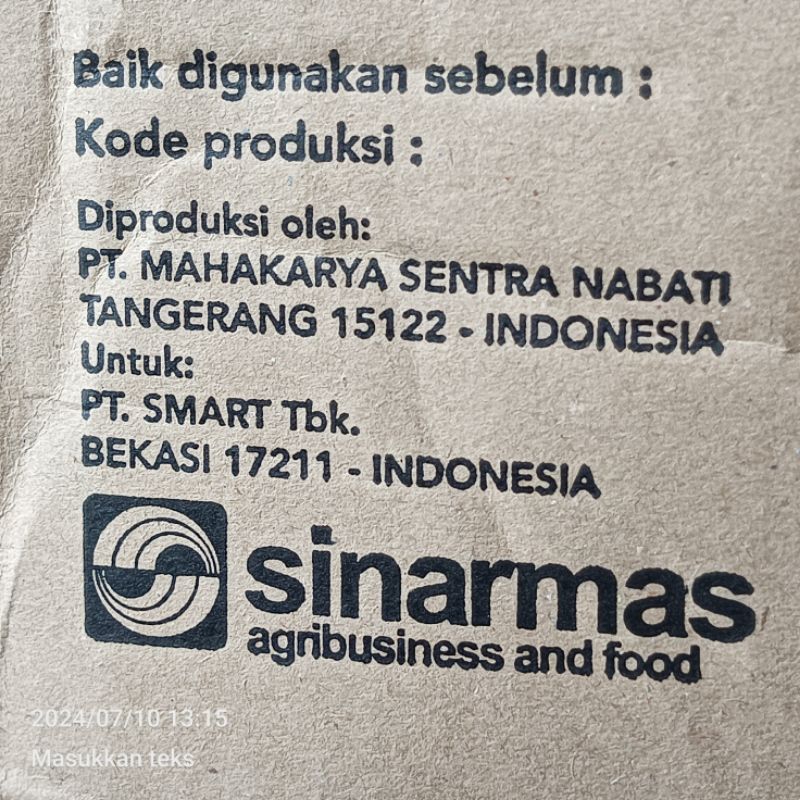 Baik digunakan sebelum :
Kode produksi :
Diproduksi oleh:
PT. MAHAKARYA SENTRA NABATI
TANGERANG 15122 - INDONESIA
Untuk:
PT. SMART Tbk.
BEKASI 17211 - INDONESIA
sinarmas
agribusiness and food
2024/07/10 13:15
Masukkan teks